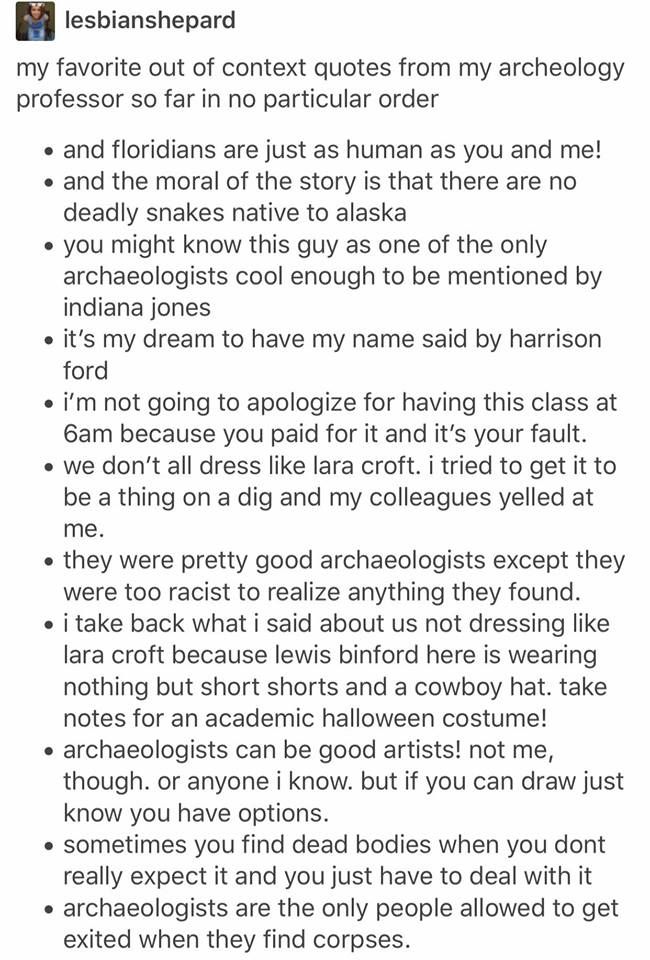 lesbianshepard
my favorite out of context quotes from my archeology
professor so far in no particular order
• and floridians are just as human as you and me!
• and the moral of the story is that there are no
deadly snakes native to alaska
• you might know this guy as one of the only
archaeologists cool enough to be mentioned by
indiana jones
• it’s my dream to have my name said by harrison
ford
• i’m not going to apologize for having this class at
6am because you paid for it and it’s your fault.
• we don’t all dress like lara croft. i tried to get it to
be a thing on a dig and my colleagues yelled at
me.
• they were pretty good archaeologists except they
were too racist to realize anything they found.
• i take back what i said about us not dressing like
lara croft because lewis binford here is wearing
nothing but short shorts and a cowboy hat. take
notes for an academic halloween costume!
• archaeologists can be good artists! not me,
though. or anyone i know. but if you can draw just
know you have options.
• sometimes you find dead bodies when you dont
really expect it and you just have to deal with it
• archaeologists are the only people allowed to get
exited when they find corpses.